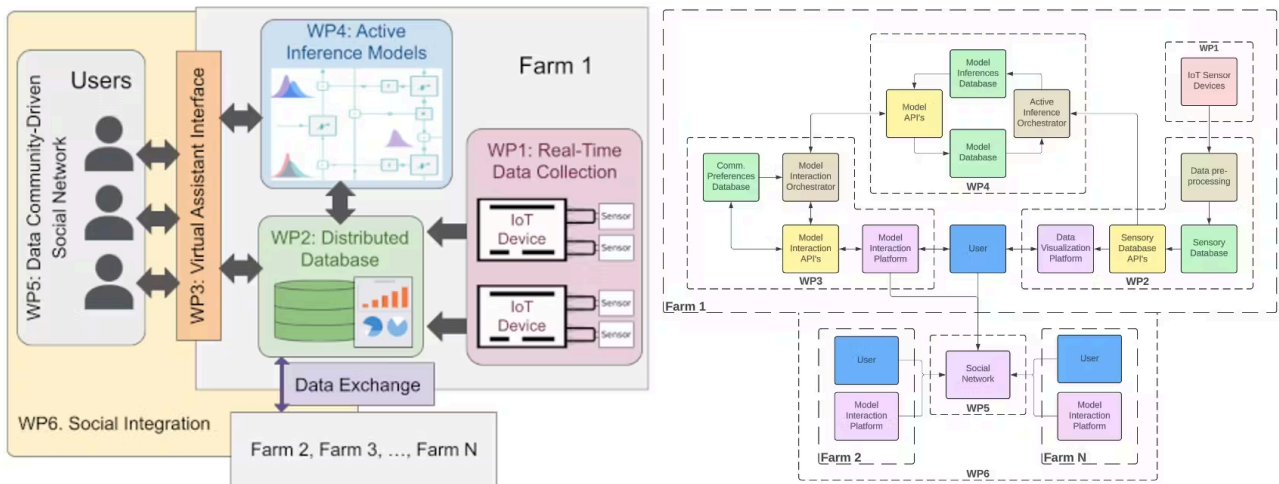 WP4: Active
Inference Models
Farm 1
Users
WP5: Data Community-Driven
Social Network
WP3: Virtual Assistant Interface
WP1: Real-Time
Data Collection
IoT
Device
Sensor
Sensor
IoT
Device
Sensor
Sensor
WP2: Distributed
Database
Data Exchange
WP6. Social Integration
Farm 2, Farm 3, ..., Farm N
WP1
IoT Sensor
Devices
Model
Inferences
Database
Model
API's
Active
Inference
Orchestrator
Model
Database
WP4
Comm.
Preferences
Database
Model
Interaction
Orchestrator
Data pre-
processing
Model
Interaction
API's
Model
Interaction
Platform
User
Data
Visualization
Platform
Sensory
Database
API's
Sensory
Database
WP3
WP2
Farm 1
User
Social
Network
User
Model
Interaction
Platform
WP5
Model
Interaction
Platform
Farm 2
Farm N
WP6